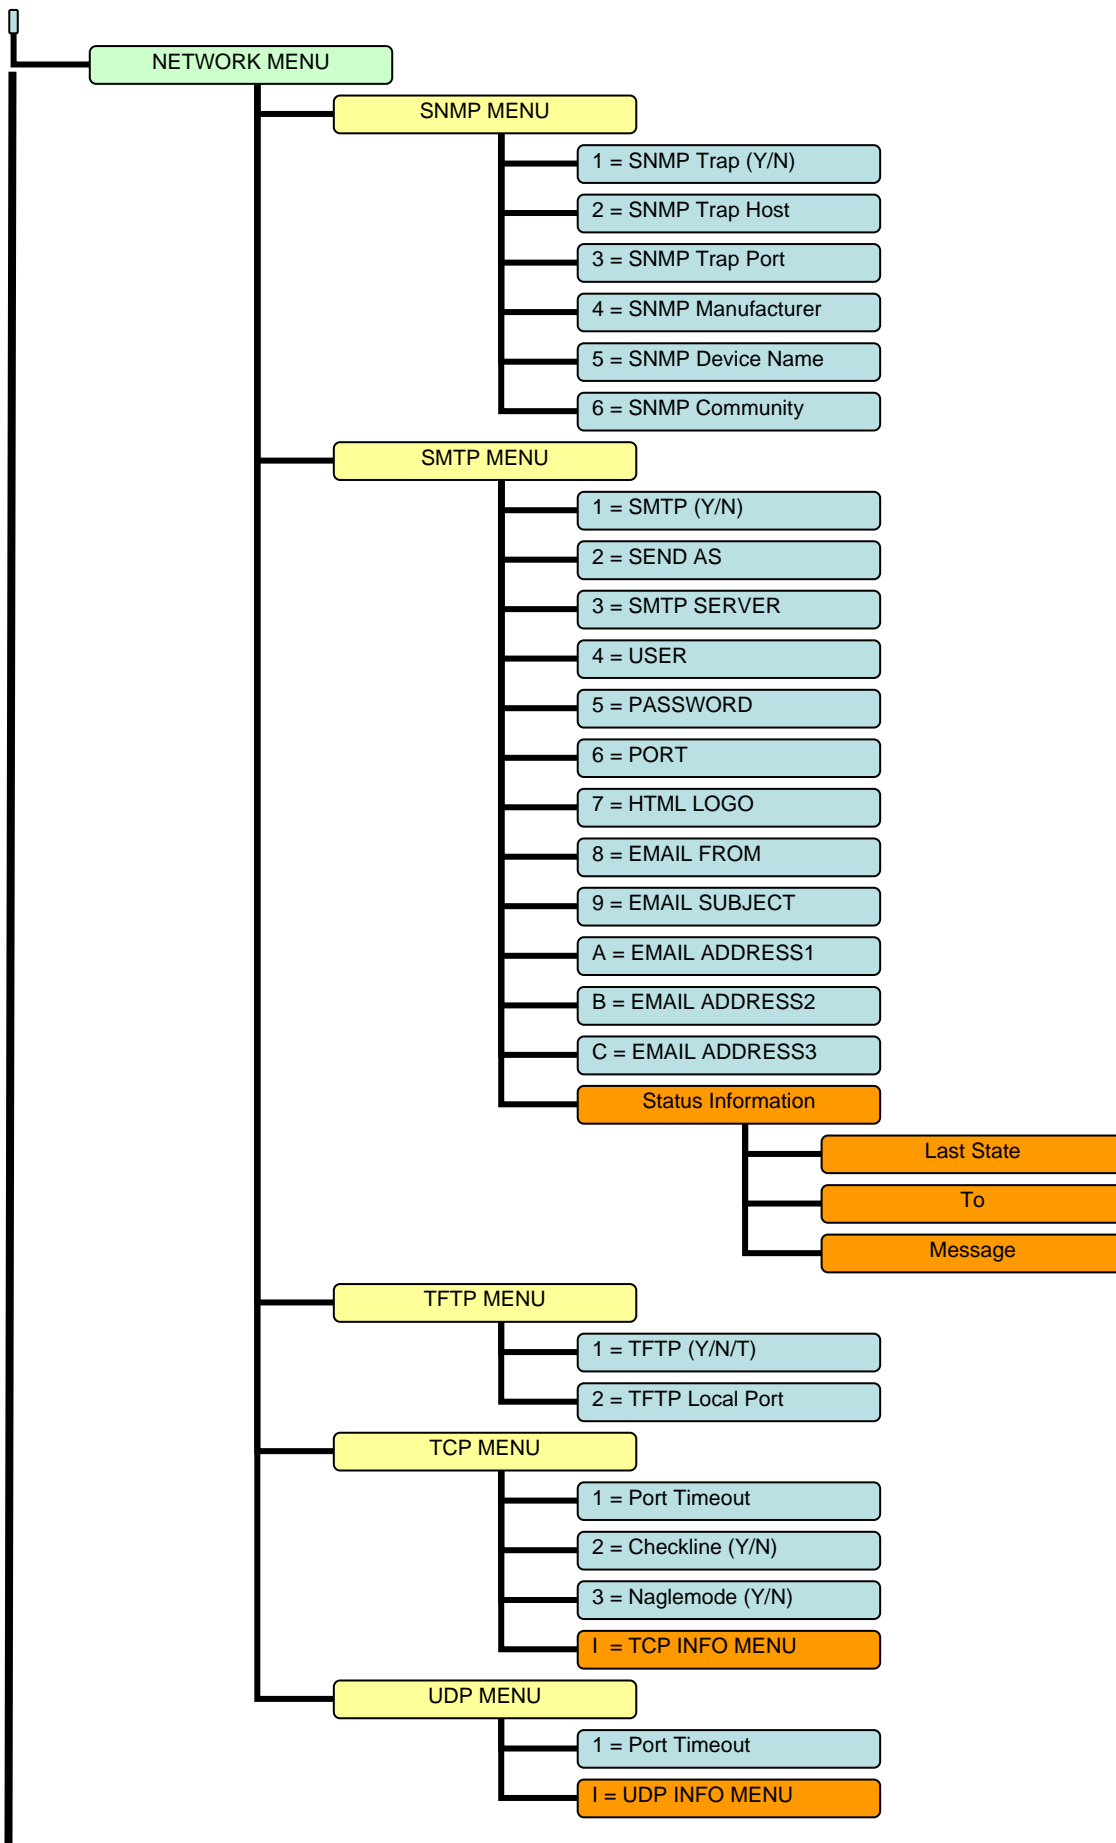 NETWORK MENU
SNMP MENU
1 = SNMP Trap (Y/N)
2 = SNMP Trap Host
3 = SNMP Trap Port
4 = SNMP Manufacturer
5 = SNMP Device Name
6 = SNMP Community
SMTP MENU
1 = SMTP (Y/N)
2 = SEND AS
3 = SMTP SERVER
4 = USER
5 = PASSWORD
6 = PORT
7 = HTML LOGO
8 = EMAIL FROM
9 = EMAIL SUBJECT
A = EMAIL ADDRESS1
B = EMAIL ADDRESS2
C = EMAIL ADDRESS3
Status Information
Last State
To
Message
TFTP MENU
1 = TFTP (Y/N/T)
2 = TFTP Local Port
TCP MENU
1 = Port Timeout
2 = Checkline (Y/N)
3 = Naglemode (Y/N)
I = TCP INFO MENU
UDP MENU
1 = Port Timeout
I = UDP INFO MENU